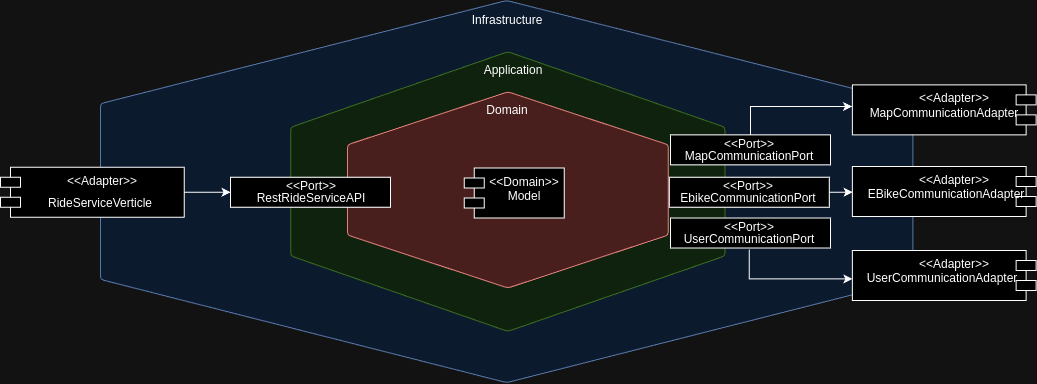 Infrastructure
Application
Domain
<<Adapter>>
RideServiceVerticle
<<Port>>
RestRideServiceAPI
<<Domain>>
Model
<<Port>>
MapCommunicationPort
<<Port>>
EbikeCommunicationPort
<<Port>>
UserCommunicationPort
<<Adapter>>
MapCommunicationAdapter
<<Adapter>>
EBikeCommunicationAdapter
<<Adapter>>
UserCommunicationAdapter